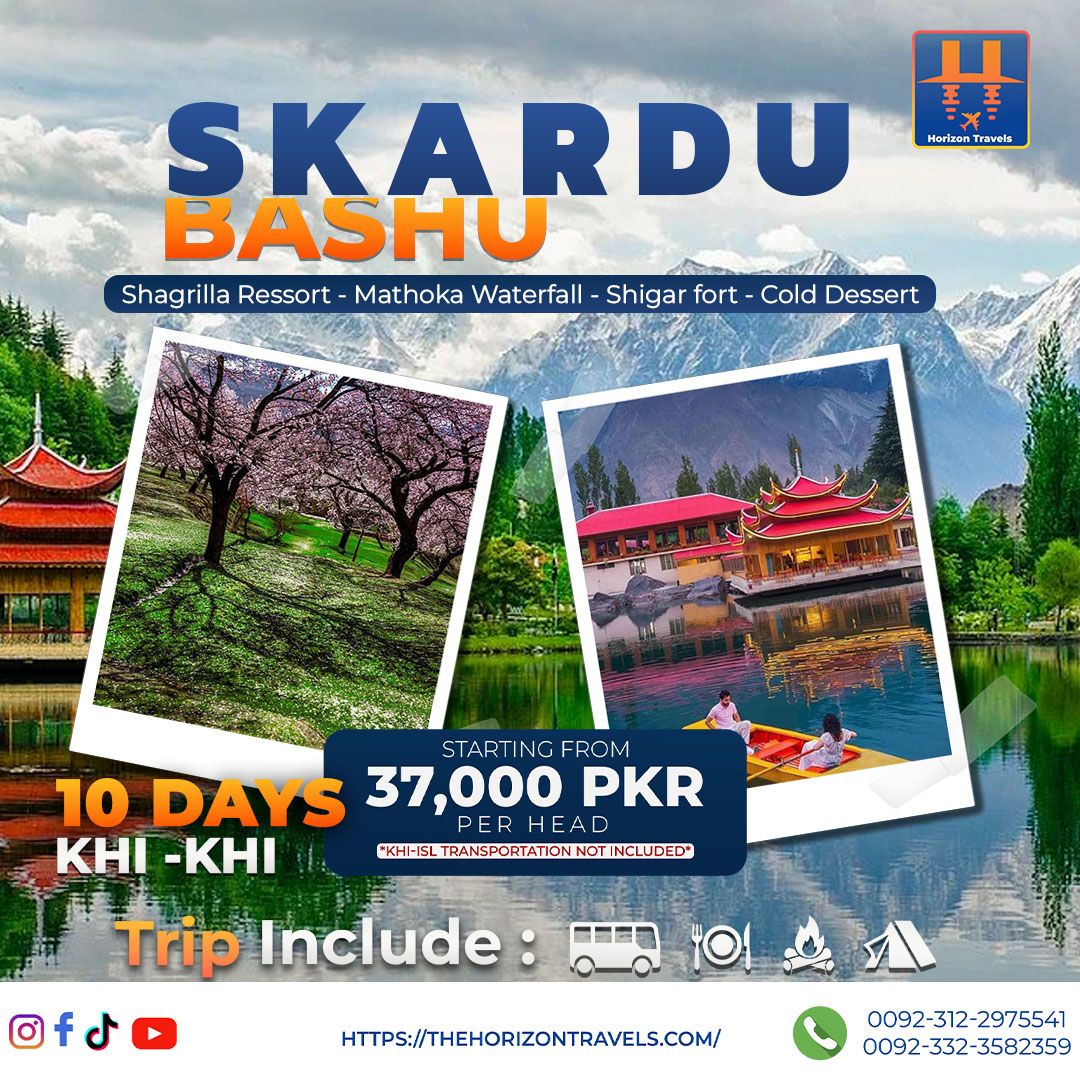 Horizon Travels
SKARDU
BASHU
Shagrilla Ressort - Mathoka Waterfall - Shigar fort - Cold Dessert
STARTING FROM
37,000 PKR
PER HEAD
*KHI-ISL TRANSPORTATION NOT INCLUDED*
10 DAYS
KHI -KHI
Trip Include :
HTTPS://THEHORIZONTRAVELS.COM/
0092-312-2975541
0092-332-3582359